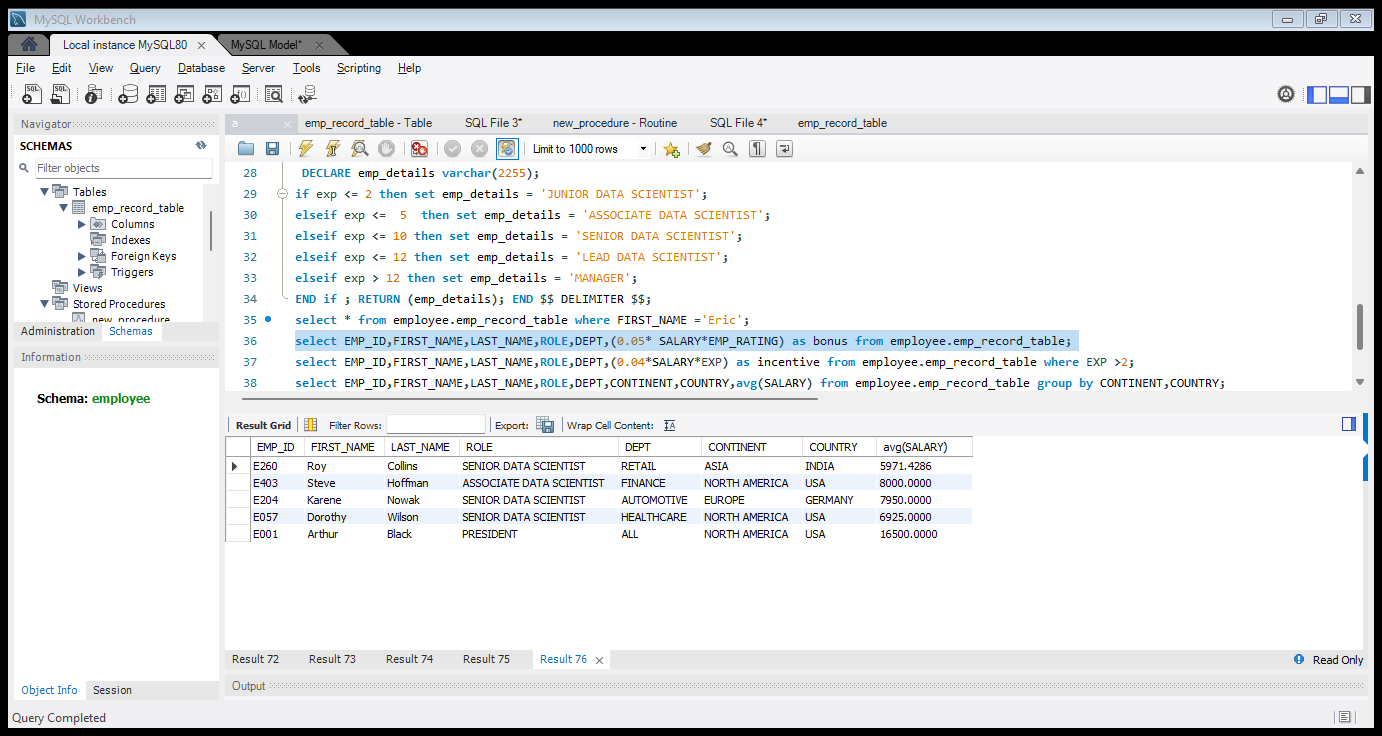 MySQL Workbench
Local instance MySQL80
MySQL Model*
File Edit View Query Database Server Tools Scripting Help
Navigator
SCHEMAS
Filter objects
Tables
emp_record_table
Columns
Indexes
Foreign Keys
Triggers
Views
Stored Procedures
new_procedure
Administration Schemas
Information
Schema: employee
Object Info Session
a
emp_record_table - Table
SQL File 3*
new_procedure - Routine
SQL File 4*
emp_record_table
Limit to 1000 rows
28 DECLARE emp_details varchar(2255);
29 if exp <= 2 then set emp_details = 'JUNIOR DATA SCIENTIST';
30 elseif exp <=  5  then set emp_details = 'ASSOCIATE DATA SCIENTIST';
31 elseif exp <= 10 then set emp_details = 'SENIOR DATA SCIENTIST';
32 elseif exp <= 12 then set emp_details = 'LEAD DATA SCIENTIST';
33 elseif exp > 12 then set emp_details = 'MANAGER';
34 END if ; RETURN (emp_details); END $$ DELIMITER $$;
35 select * from employee.emp_record_table where FIRST_NAME ='Eric';
36 select EMP_ID,FIRST_NAME,LAST_NAME,ROLE,DEPT,(0.05* SALARY*EMP_RATING) as bonus from employee.emp_record_table;
37 select EMP_ID,FIRST_NAME,LAST_NAME,ROLE,DEPT,(0.04*SALARY*EXP) as incentive from employee.emp_record_table where EXP >2;
38 select EMP_ID,FIRST_NAME,LAST_NAME,ROLE,DEPT,CONTINENT,COUNTRY,avg(SALARY) from employee.emp_record_table group by CONTINENT,COUNTRY;
Result Grid Filter Rows: Export: Wrap Cell Content:
EMP_ID FIRST_NAME LAST_NAME ROLE DEPT CONTINENT COUNTRY avg(SALARY)
E260 Roy Collins SENIOR DATA SCIENTIST RETAIL ASIA INDIA 5971.4286
E403 Steve Hoffman ASSOCIATE DATA SCIENTIST FINANCE NORTH AMERICA USA 8000.0000
E204 Karene Nowak SENIOR DATA SCIENTIST AUTOMOTIVE EUROPE GERMANY 7950.0000
E057 Dorothy Wilson SENIOR DATA SCIENTIST HEALTHCARE NORTH AMERICA USA 6925.0000
E001 Arthur Black PRESIDENT ALL NORTH AMERICA USA 16500.0000
Result 72 Result 73 Result 74 Result 75 Result 76
Read Only
Output
Query Completed